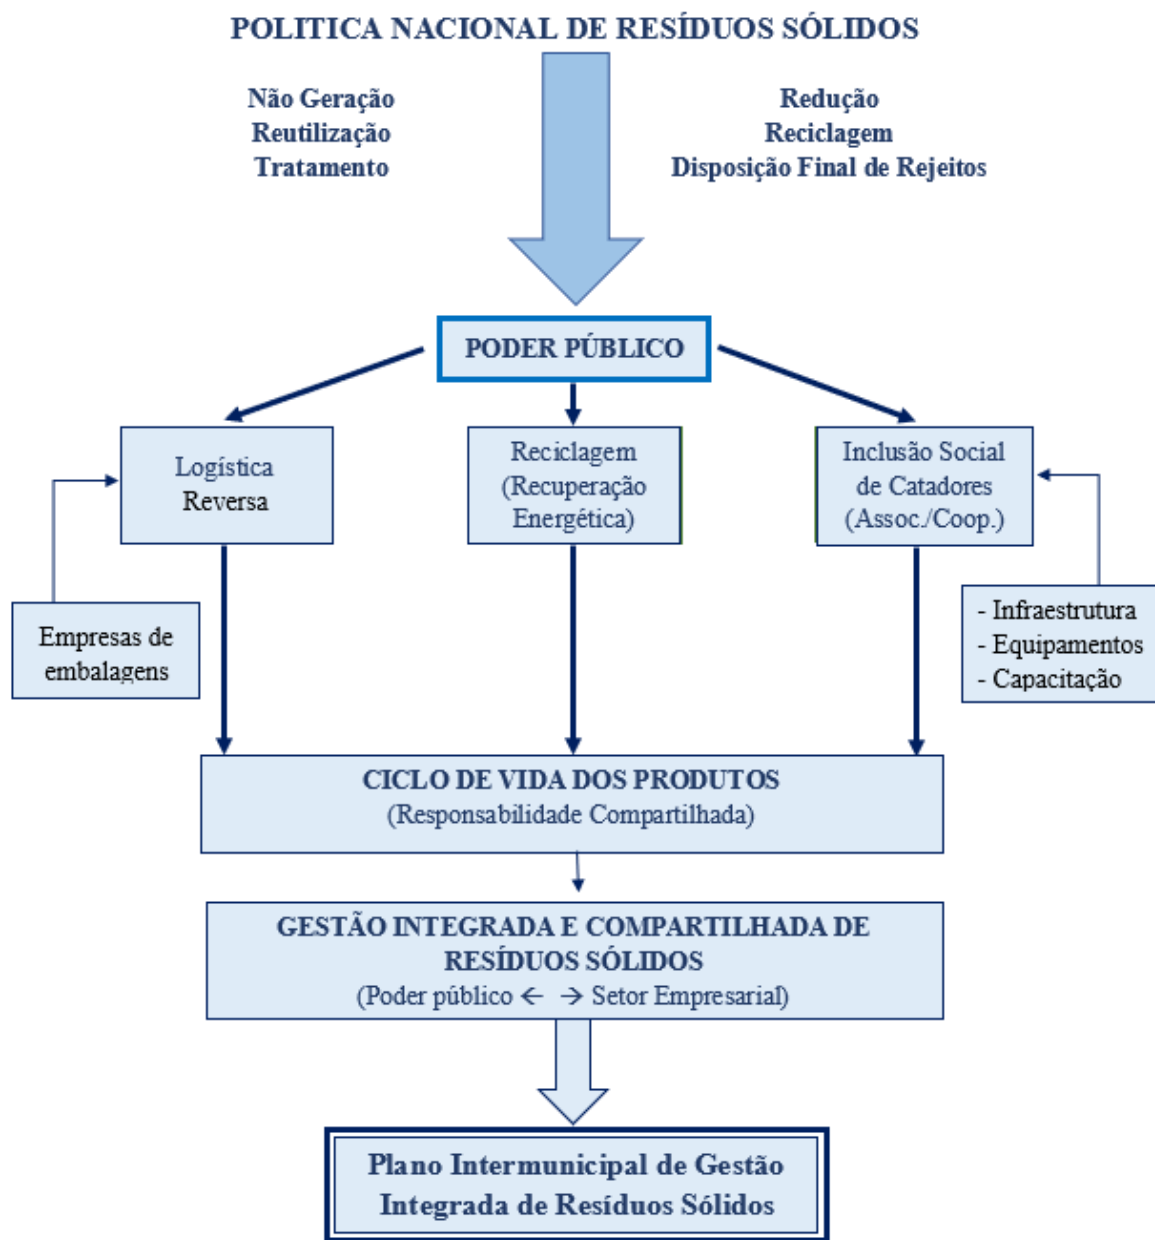 POLITICA NACIONAL DE RESÍDUOS SÓLIDOS
Não Geração
Reutilização
Tratamento
Redução
Reciclagem
Disposição Final de Rejeitos
PODER PÚBLICO
Logística
Reversa
Reciclagem
(Recuperação
Energética)
Inclusão Social
de Catadores
(Assoc./Coop.)
Empresas de
embalagens
- Infraestrutura
- Equipamentos
- Capacitação
CICLO DE VIDA DOS PRODUTOS
(Responsabilidade Compartilhada)
GESTÃO INTEGRADA E COMPARTILHADA DE
RESÍDUOS SÓLIDOS
(Poder público ← → Setor Empresarial)
Plano Intermunicipal de Gestão
Integrada de Resíduos Sólidos